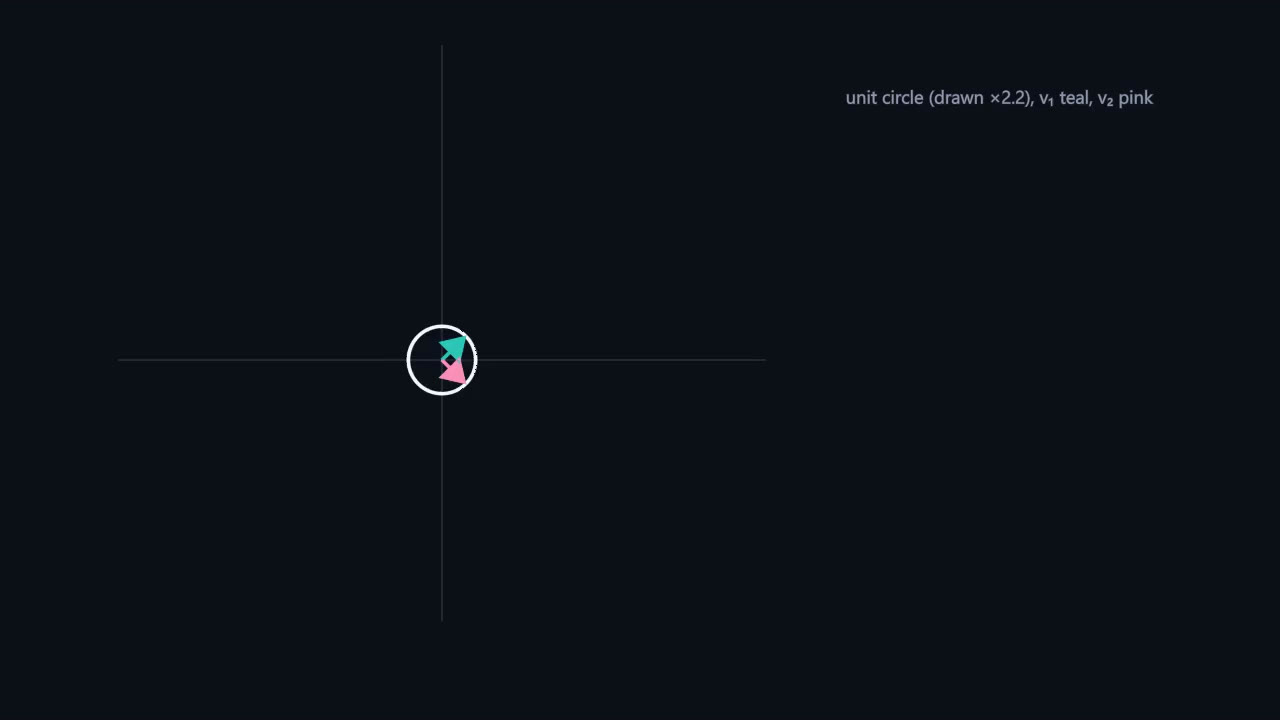 unit circle (drawn ×2.2), v₁ teal, v₂ pink